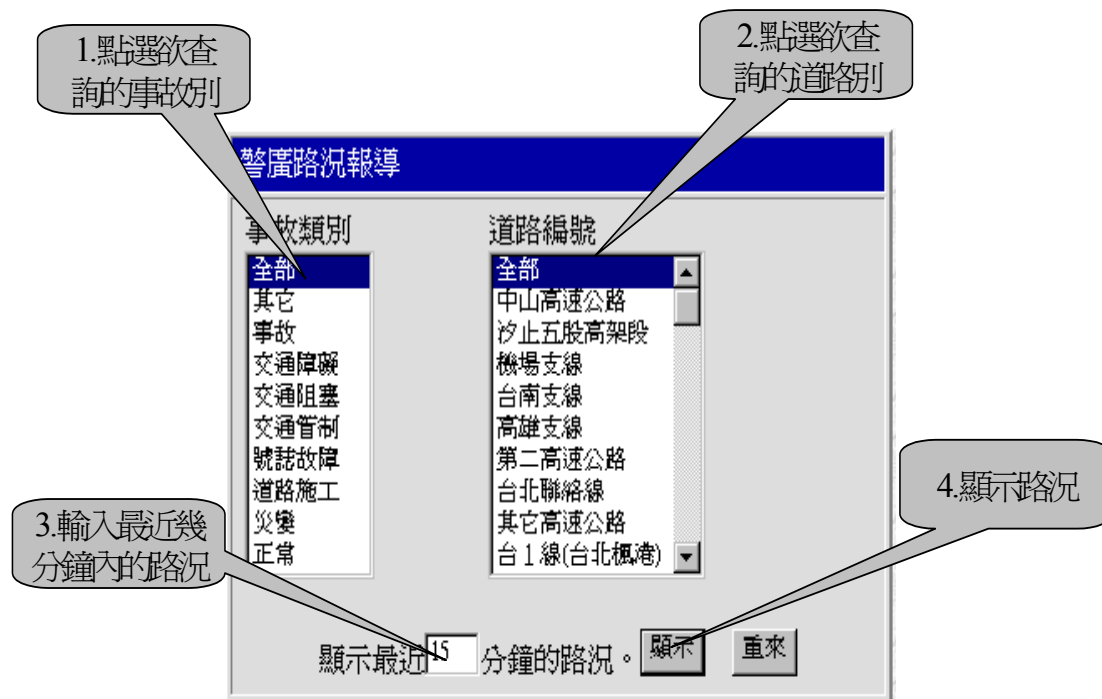 1.點選欲查
詢的事故別
2.點選欲查
詢的道路別
警廣路況報導
事故類別
全部
其它
事故
交通障礙
交通阻塞
交通管制
號誌故障
道路施工
災變
正常
道路編號
全部
中山高速公路
汐止五股高架段
機場支線
台南支線
高雄支線
第二高速公路
台北聯絡線
其它高速公路
台1線(台北楓港)
3.輸入最近幾
分鐘內的路況
4.顯示路況
顯示最近 15 分鐘的路況。 顯示 重來